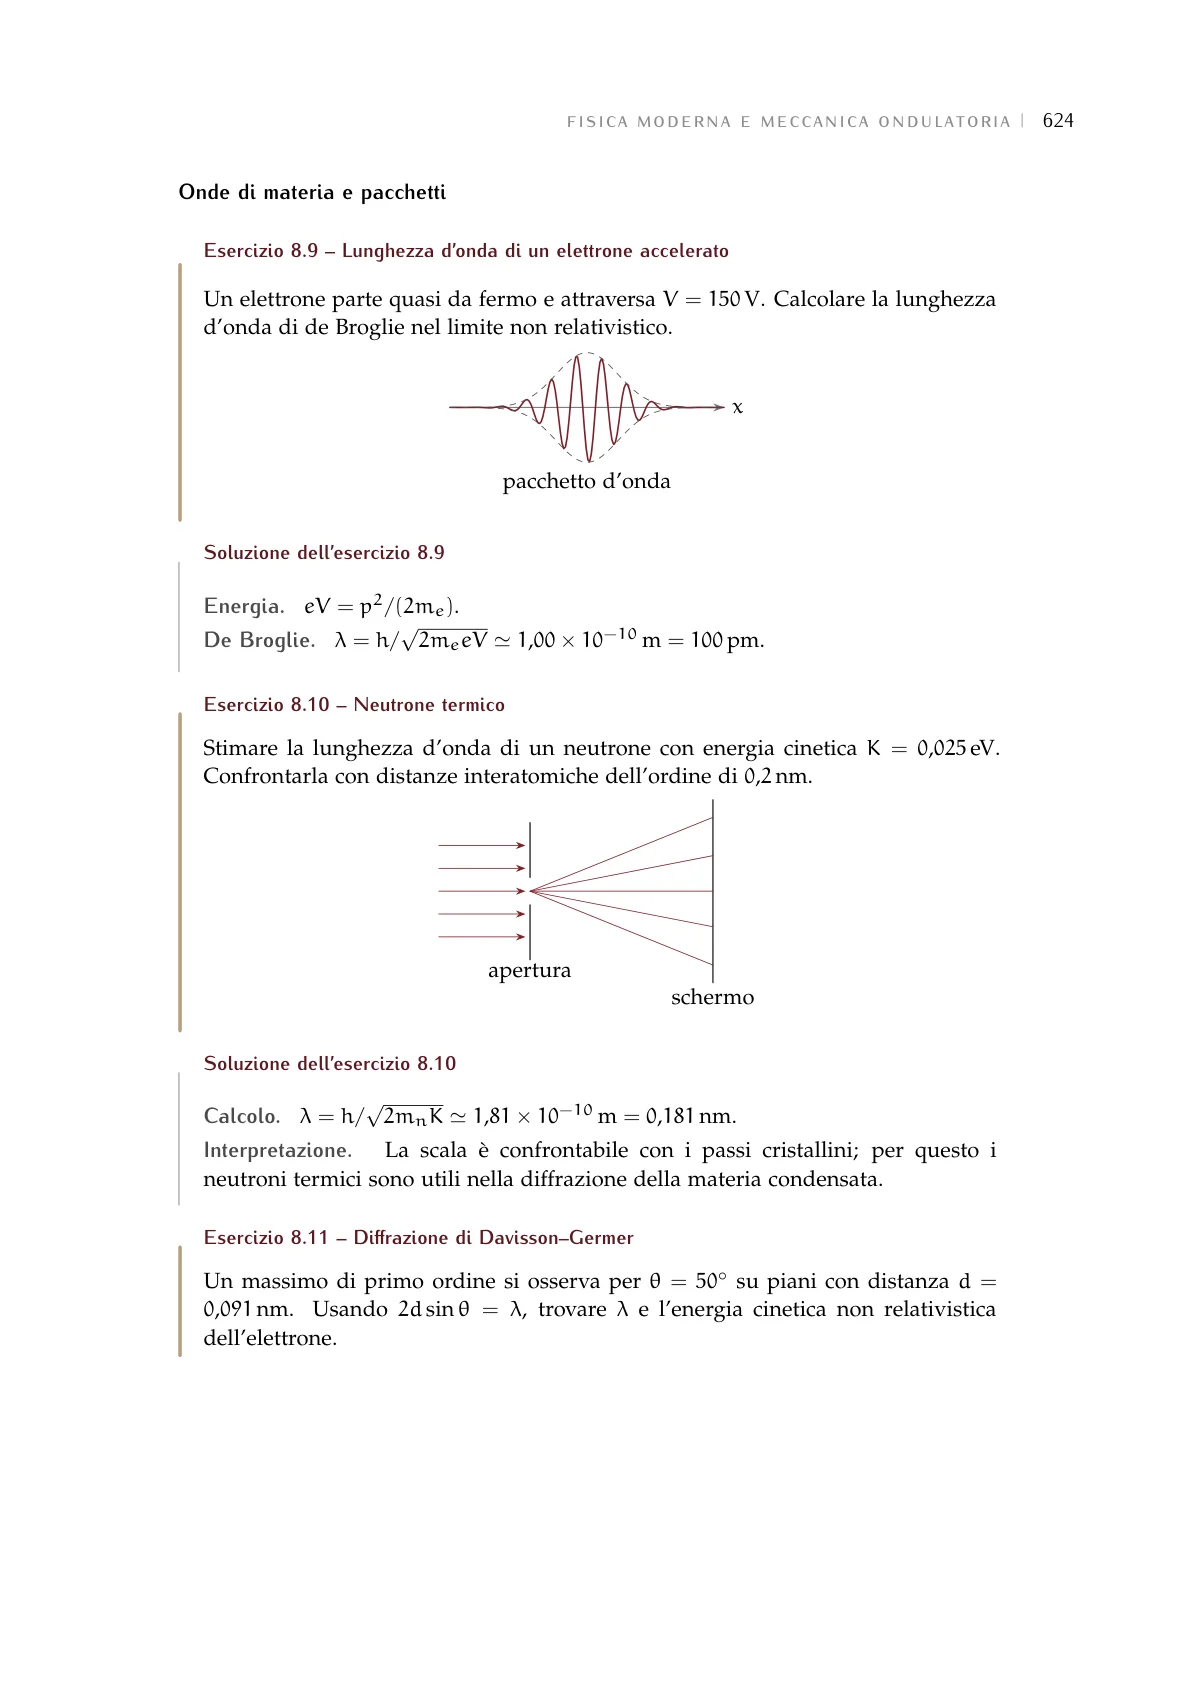 FISICA MODERNA E MECCANICA ONDULATORIA | 624
Onde di materia e pacchetti
Esercizio 8.9 – Lunghezza d’onda di un elettrone accelerato
Un elettrone parte quasi da fermo e attraversa V = 150 V. Calcolare la lunghezza
d’onda di de Broglie nel limite non relativistico.
x
pacchetto d’onda
Soluzione dell’esercizio 8.9
Energia. eV = p²/(2mₑ).
De Broglie. λ = h/√(2mₑeV) ≃ 1,00 × 10⁻¹⁰ m = 100 pm.
Esercizio 8.10 – Neutrone termico
Stimare la lunghezza d’onda di un neutrone con energia cinetica K = 0,025 eV.
Confrontarla con distanze interatomiche dell’ordine di 0,2 nm.
apertura
schermo
Soluzione dell’esercizio 8.10
Calcolo. λ = h/√(2mₙK) ≃ 1,81 × 10⁻¹⁰ m = 0,181 nm.
Interpretazione. La scala è confrontabile con i passi cristallini; per questo i
neutroni termici sono utili nella diffrazione della materia condensata.
Esercizio 8.11 – Diffrazione di Davisson–Germer
Un massimo di primo ordine si osserva per θ = 50° su piani con distanza d =
0,091 nm. Usando 2d sin θ = λ, trovare λ e l’energia cinetica non relativistica
dell’elettrone.